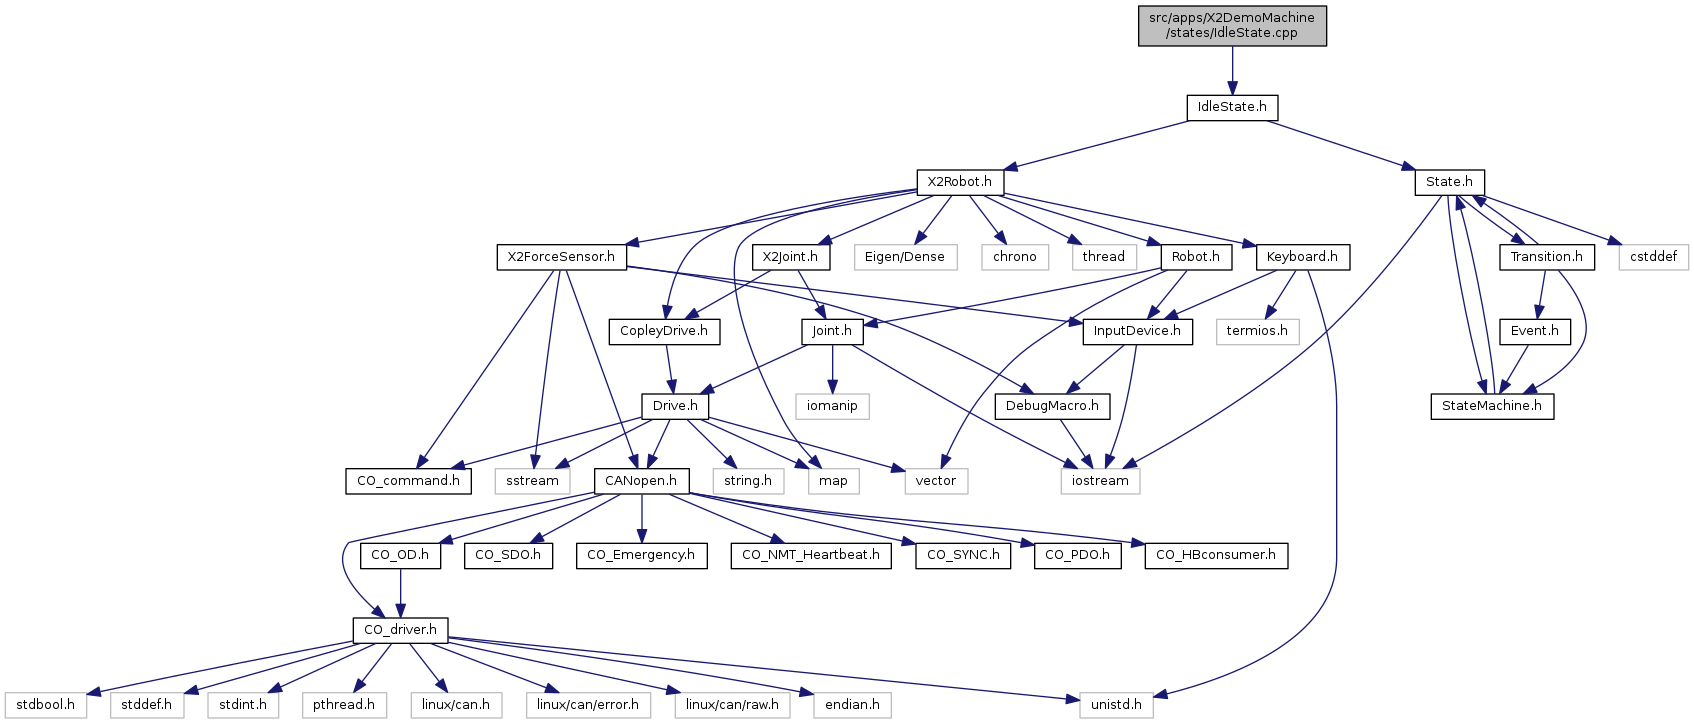 src/apps/X2DemoMachine
/states/IdleState.cpp
IdleState.h
X2Robot.h
State.h
X2ForceSensor.h
X2Joint.h
Eigen/Dense
chrono
thread
Robot.h
Keyboard.h
Transition.h
cstddef
CopleyDrive.h
Joint.h
InputDevice.h
termios.h
Event.h
Drive.h
iomanip
DebugMacro.h
StateMachine.h
CO_command.h
sstream
CANopen.h
string.h
map
vector
iostream
CO_OD.h
CO_SDO.h
CO_Emergency.h
CO_NMT_Heartbeat.h
CO_SYNC.h
CO_PDO.h
CO_HBconsumer.h
CO_driver.h
stdbool.h
stddef.h
stdint.h
pthread.h
linux/can.h
linux/can/error.h
linux/can/raw.h
endian.h
unistd.h